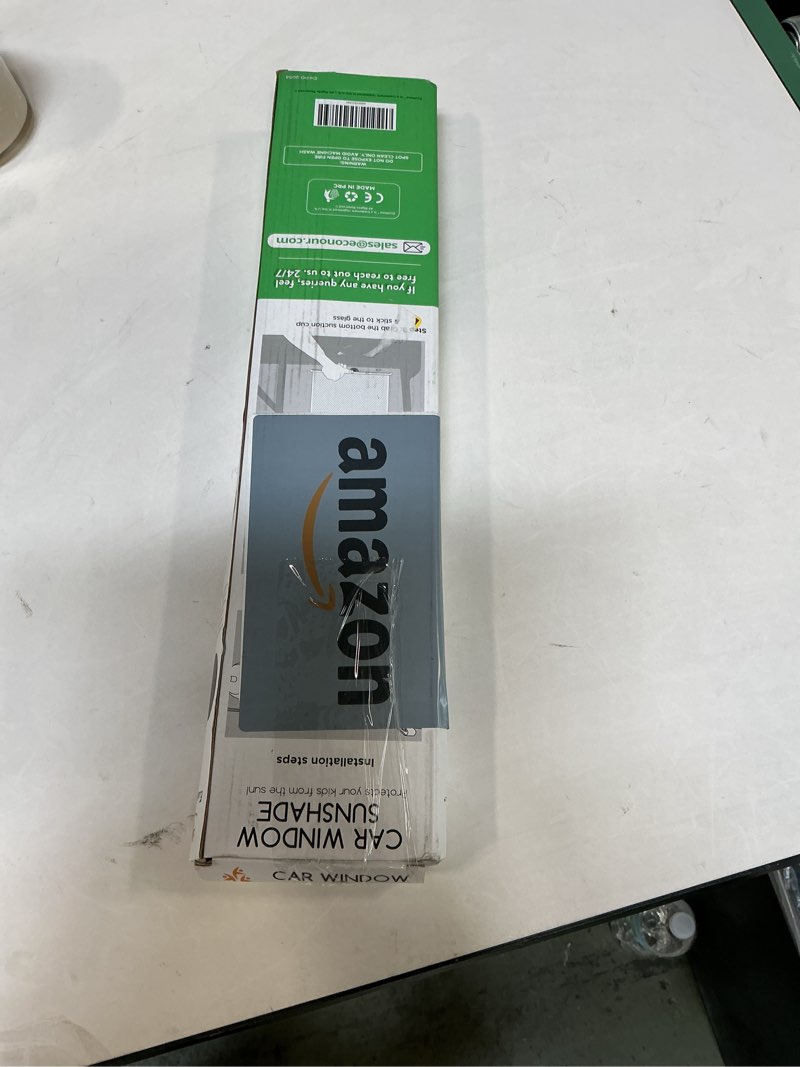 CAR WINDOW
CAR WINDOW
SUNSHADE
Protects your kids from the sun!
Installation steps
amazon
Grab the bottom suction cup
& stick to the glass
If you have any queries, feel
free to reach out to us. 24/7
sales@econour.com
CE
MADE IN PRC
WARNING:
DO NOT EXPOSE TO OPEN FIRE
SPOT CLEAN ONLY. AVOID MACHINE WASH